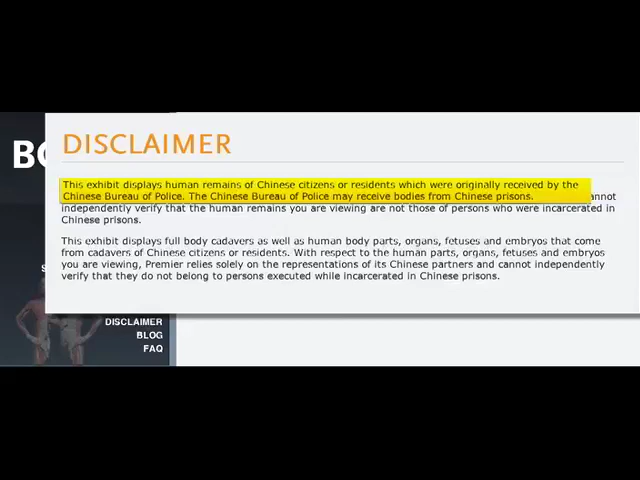 DISCLAIMER
This exhibit displays human remains of Chinese citizens or residents which were originally received by the
Chinese Bureau of Police. The Chinese Bureau of Police may receive bodies from Chinese prisons.
independently verify that the human remains you are viewing are not those of persons who were incarcerated in
Chinese prisons.
This exhibit displays full body cadavers as well as human body parts, organs, fetuses and embryos that come
from cadavers of Chinese citizens or residents. With respect to the human parts, organs, fetuses and embryos
you are viewing, Premier relies solely on the representations of its Chinese partners and cannot independently
verify that they do not belong to persons executed while incarcerated in Chinese prisons.
DISCLAIMER
BLOG
FAQ